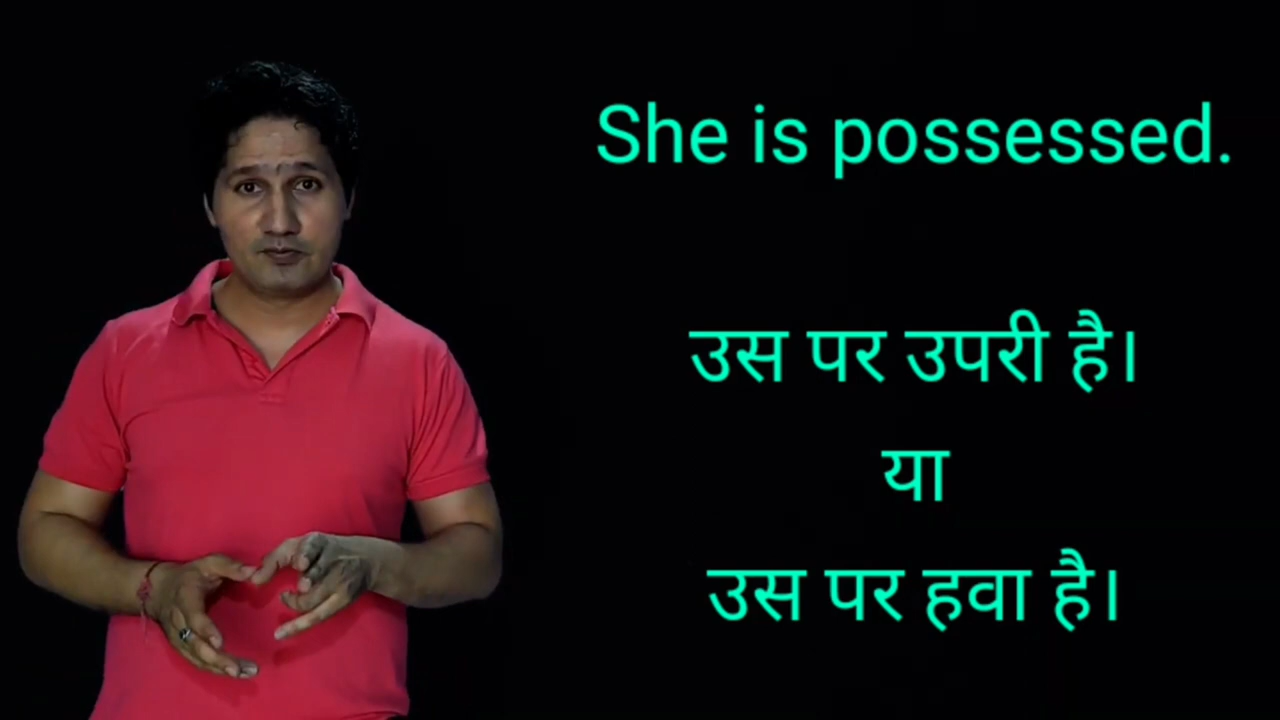 She is possessed.
उस पर उपरी है।
या
उस पर हवा है।